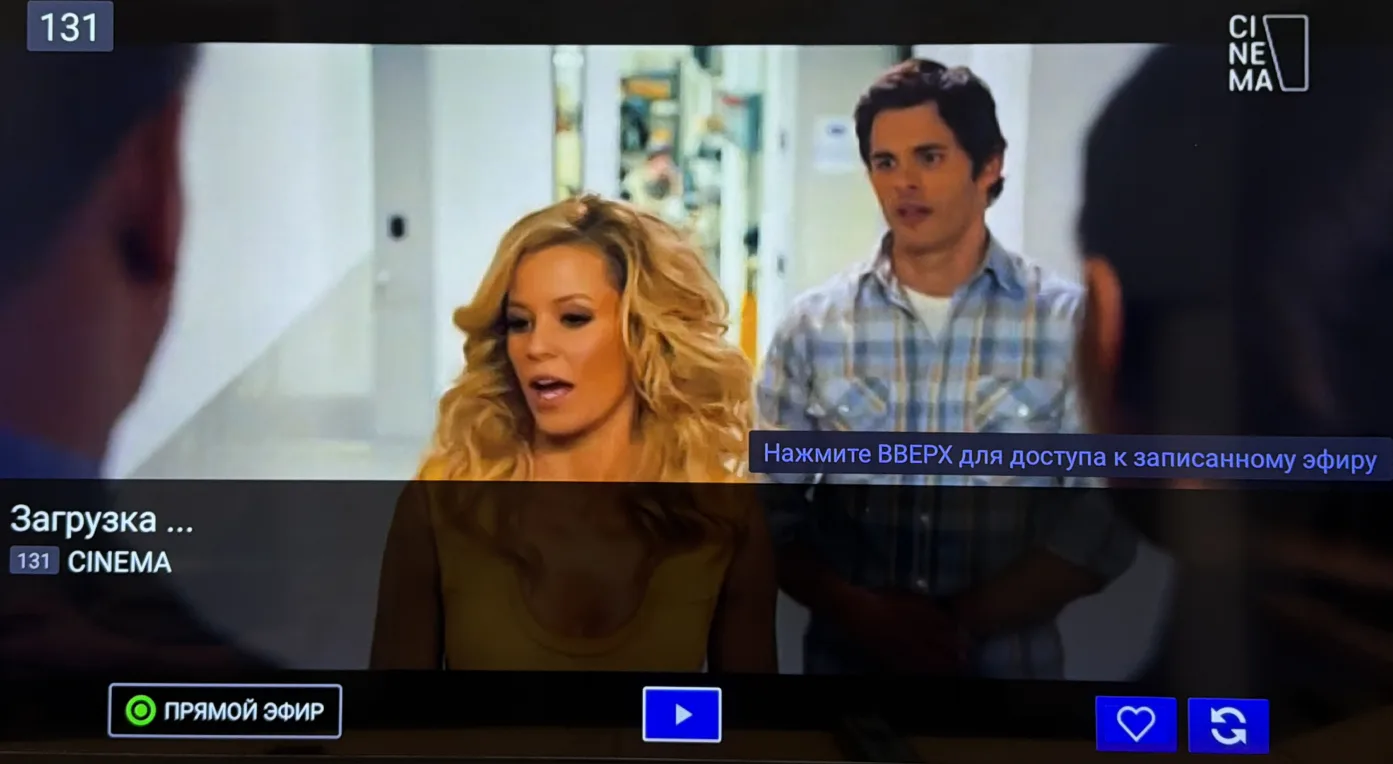 131
CI
NE
MA
Нажмите ВВЕРХ для доступа к записанному эфиру
Загрузка ...
131 CINEMA
ПРЯМОЙ ЭФИР